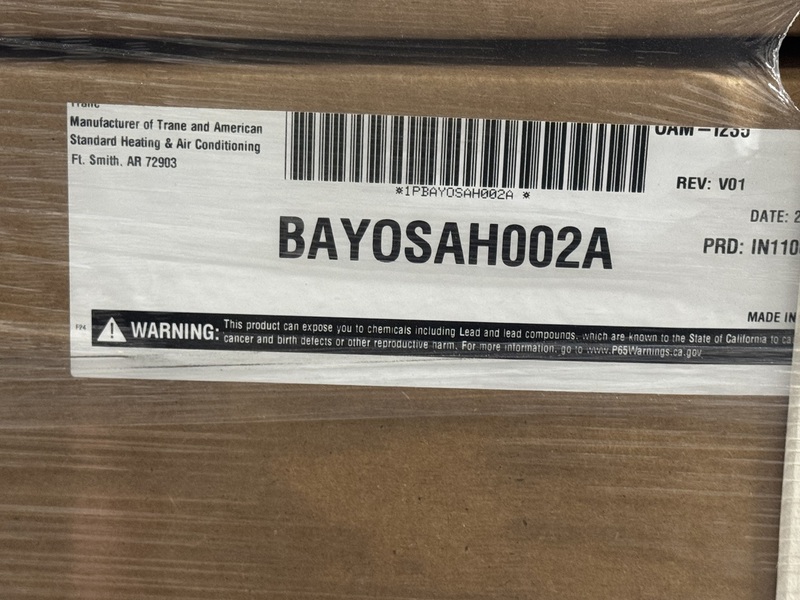 Manufacturer of Trane and American
Standard Heating & Air Conditioning
Ft. Smith, AR 72903
*1PBAYOSAH002A *
BAYOSAH002A
REV: V01
DATE: 2
PRD: IN110
MADE IN
WARNING: This product can expose you to chemicals including Lead and lead compounds, which are known to the State of California to ca
cancer and birth defects or other reproductive harm. For more information, go to www.P65Warnings.ca.gov